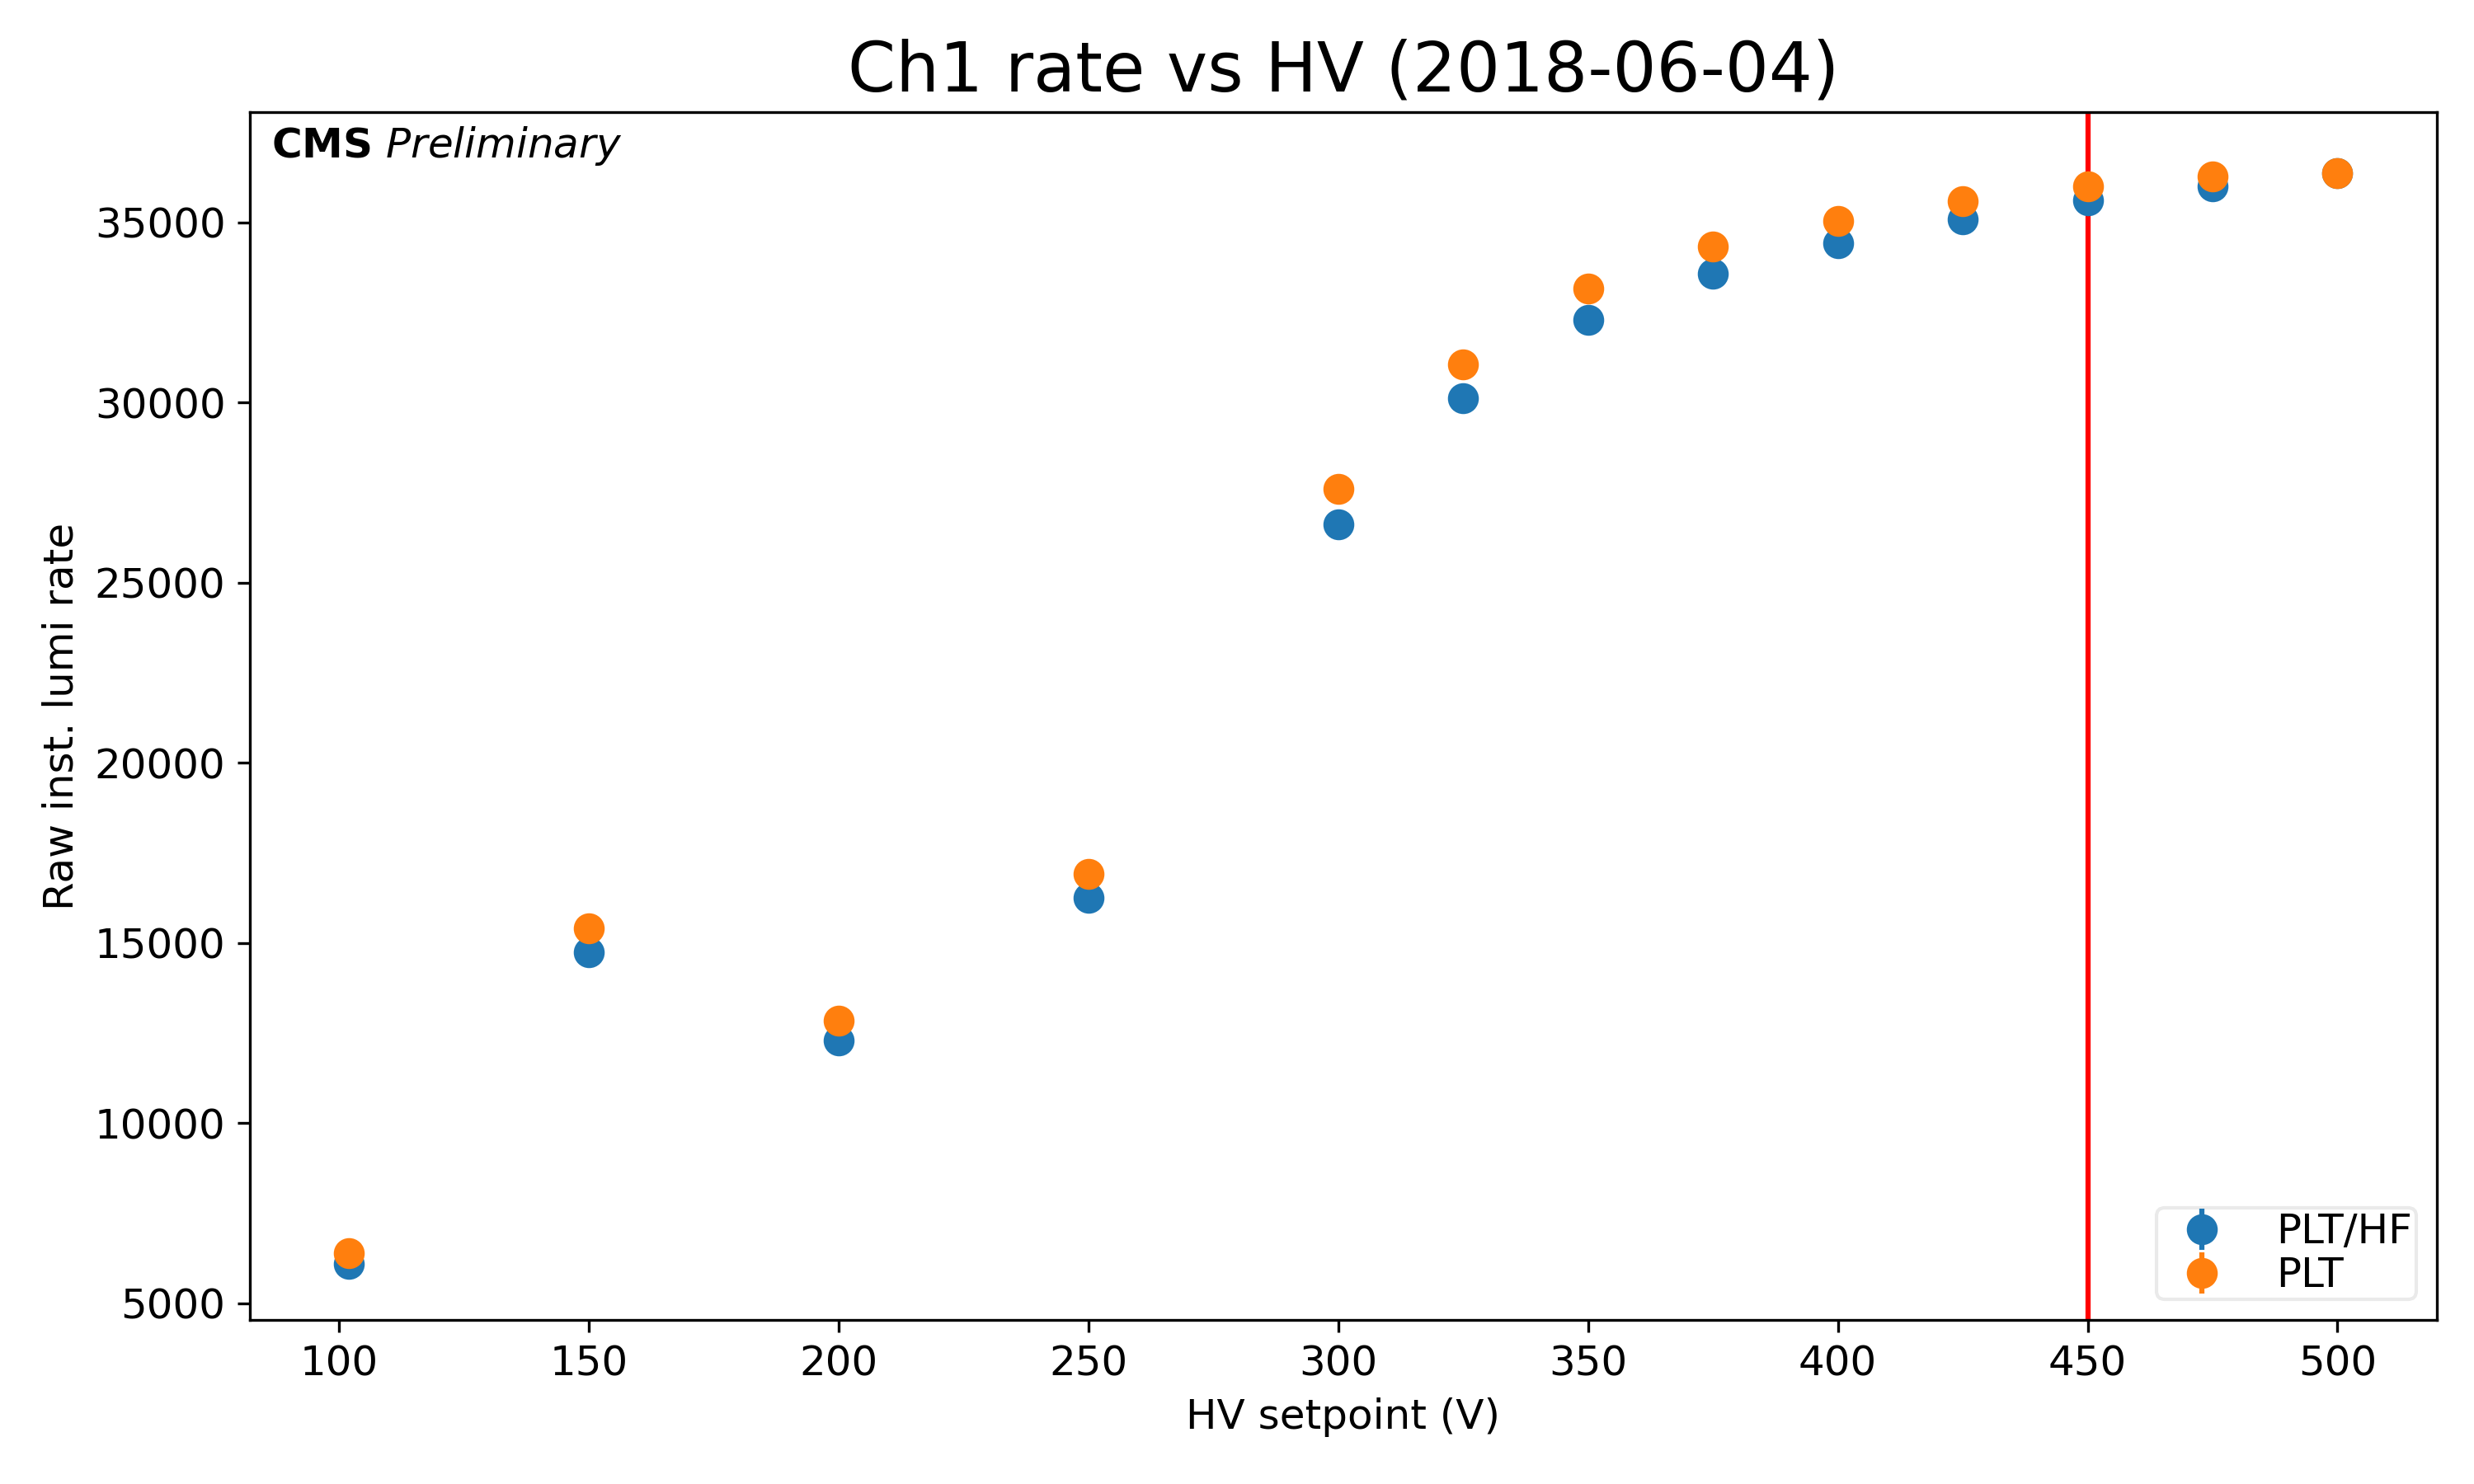 Ch1 rate vs HV (2018-06-04)
CMS Preliminary
Raw inst. lumi rate
35000
30000
25000
20000
15000
10000
5000
PLT/HF
PLT
100 150 200 250 300 350 400 450 500
HV setpoint (V)